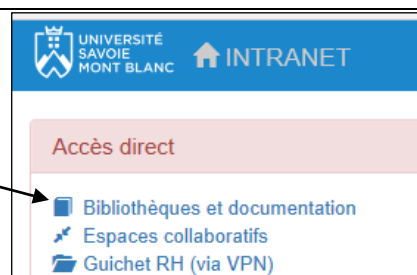 UNIVERSITÉ
SAVOIE
MONT BLANC
INTRANET
Accès direct
Bibliothèques et documentation
Espaces collaboratifs
Guichet RH (via VPN)